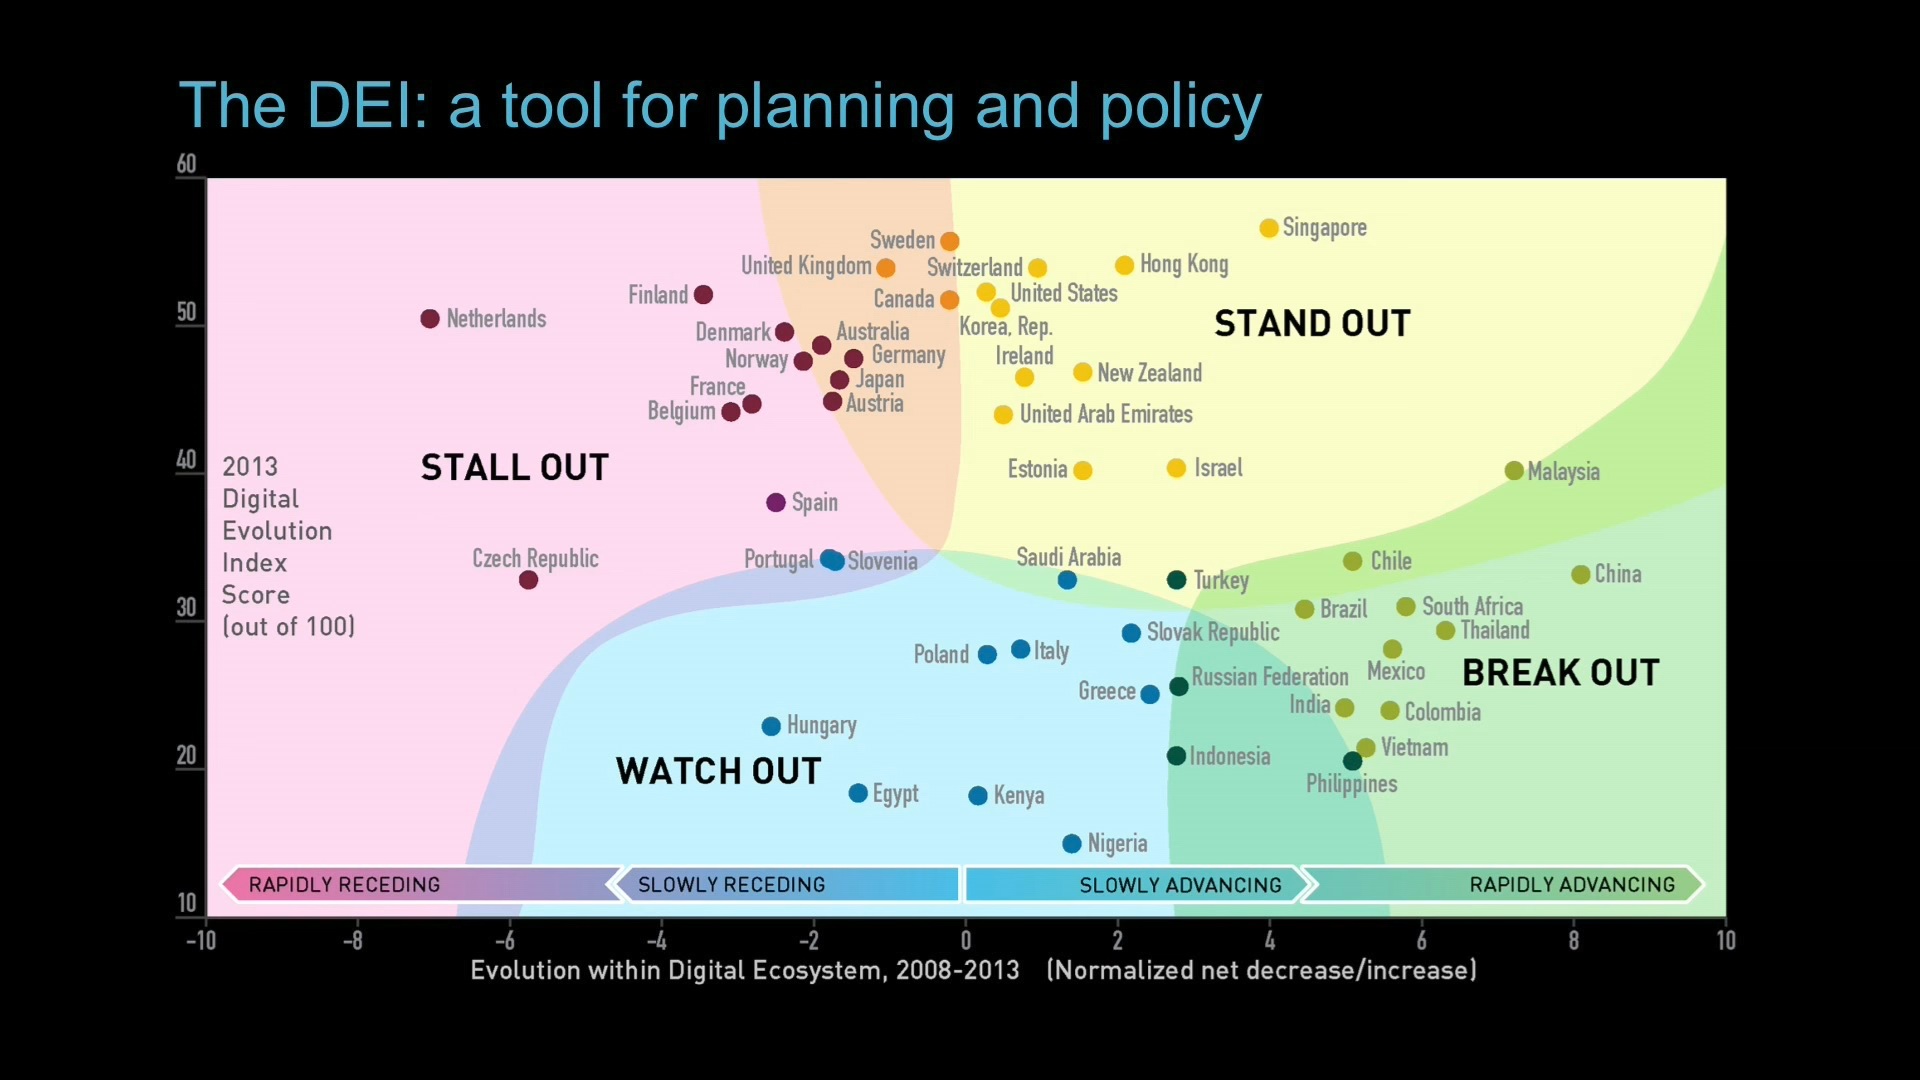 The DEI: a tool for planning and policy
60
50
40
30
20
10
Singapore
Sweden
United Kingdom
Switzerland
Hong Kong
Finland
Canada
United States
Netherlands
Korea, Rep.
STAND OUT
Denmark
Australia
Norway
Germany
Ireland
New Zealand
France
Japan
Belgium
Austria
United Arab Emirates
STALL OUT
2013
Digital
Evolution
Index
Score
(out of 100)
Estonia
Israel
Malaysia
Spain
Czech Republic
Portugal
Slovenia
Saudi Arabia
Turkey
Chile
China
Brazil
South Africa
Thailand
Slovak Republic
Poland
Italy
Mexico
BREAK OUT
Russian Federation
Greece
India
Colombia
Hungary
Vietnam
Indonesia
WATCH OUT
Philippines
Egypt
Kenya
Nigeria
RAPIDLY RECEDING
SLOWLY RECEDING
SLOWLY ADVANCING
RAPIDLY ADVANCING
-10 -8 -6 -4 -2 0 2 4 6 8 10
Evolution within Digital Ecosystem, 2008-2013 (Normalized net decrease/increase)